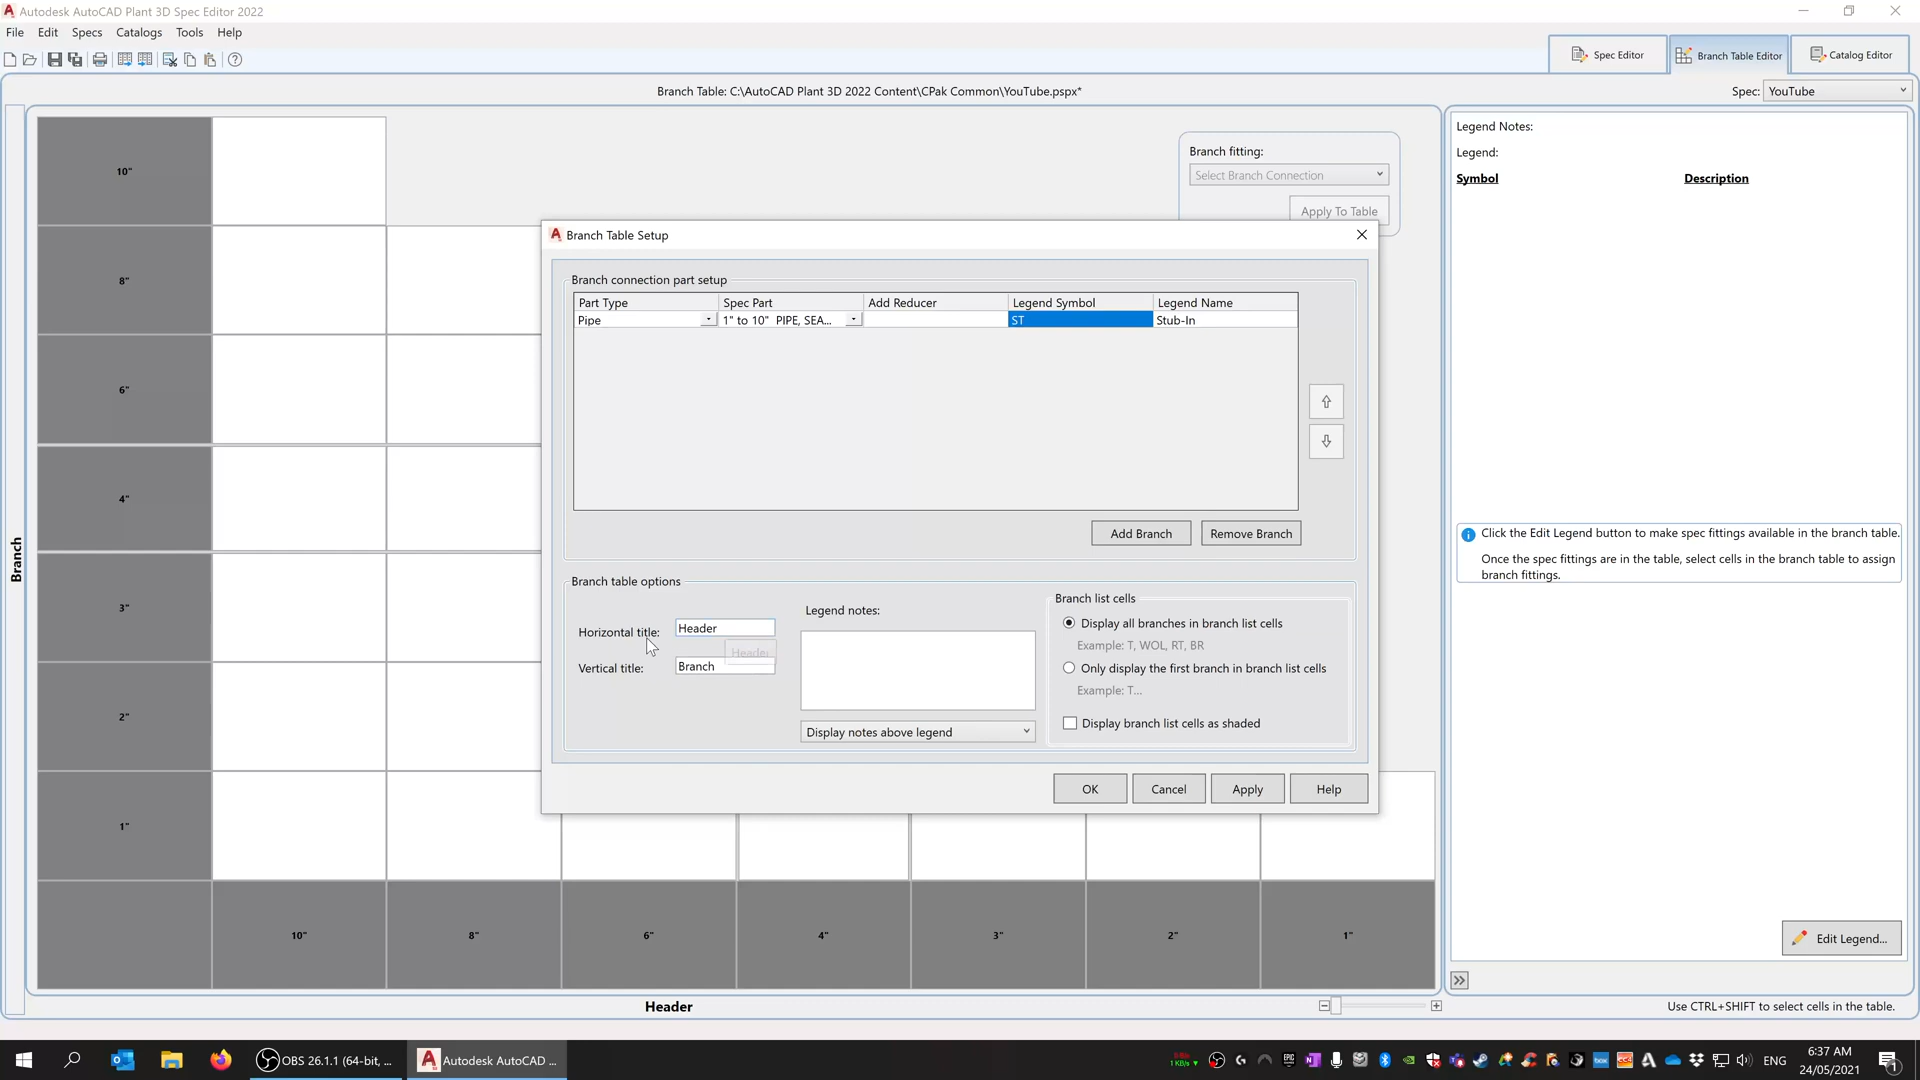 Autodesk AutoCAD Plant 3D Spec Editor 2022
File Edit Specs Catalogs Tools Help
Spec Editor
Branch Table Editor
Catalog Editor
Branch Table: C:\AutoCAD Plant 3D 2022 Content\CPak Common\YouTube.pspx*
Spec: YouTube
10"
8"
6"
4"
3"
2"
1"
Branch
10" 8" 6" 4" 3" 2" 1"
Header
Branch fitting:
Select Branch Connection
Apply To Table
Branch Table Setup
Branch connection part setup
Part Type Spec Part Add Reducer Legend Symbol Legend Name
Pipe 1" to 10" PIPE, SEA... ST Stub-In
Add Branch Remove Branch
Branch table options
Horizontal title: Header
Header
Vertical title: Branch
Legend notes:
Display notes above legend
Branch list cells
Display all branches in branch list cells
Example: T, WOL, RT, BR
Only display the first branch in branch list cells
Example: T...
Display branch list cells as shaded
OK Cancel Apply Help
Legend Notes:
Legend:
Symbol Description
Click the Edit Legend button to make spec fittings available in the branch table.
Once the spec fittings are in the table, select cells in the branch table to assign
branch fittings.
Edit Legend...
Use CTRL+SHIFT to select cells in the table.
OBS 26.1.1 (64-bit, ...
Autodesk AutoCAD ...
ENG
6:37 AM
24/05/2021